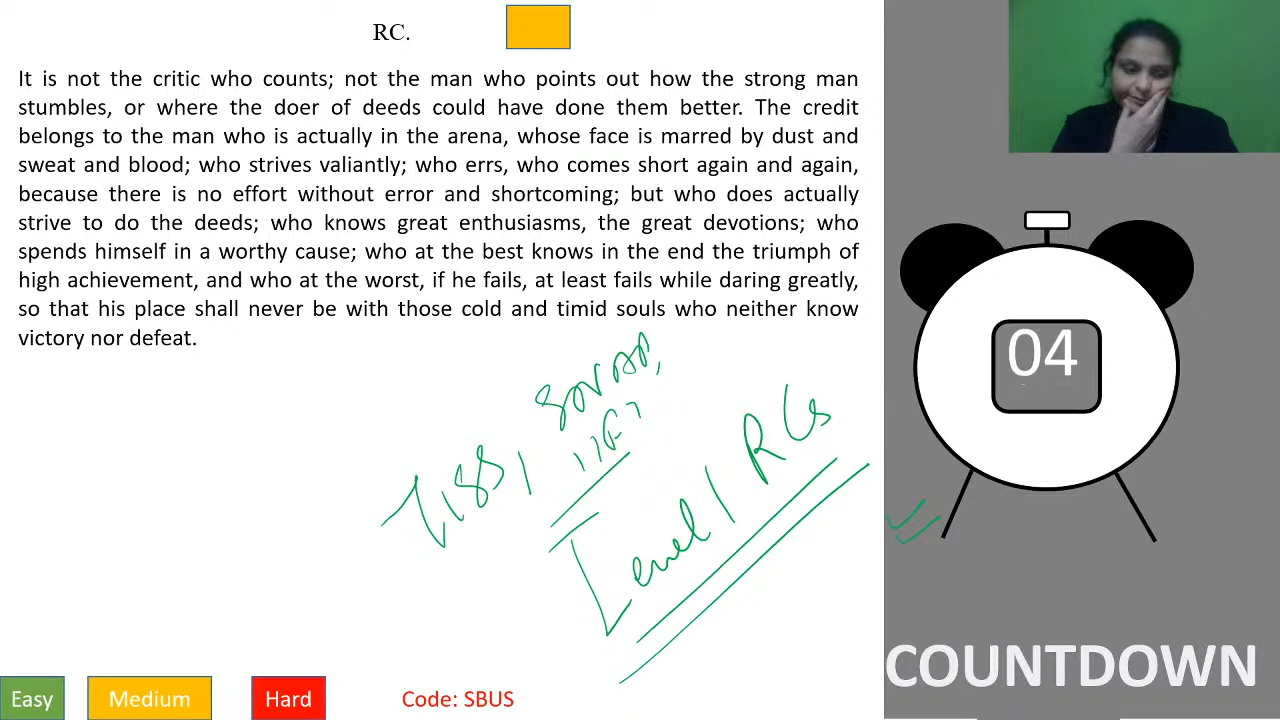 RC.
It is not the critic who counts; not the man who points out how the strong man
stumbles, or where the doer of deeds could have done them better. The credit
belongs to the man who is actually in the arena, whose face is marred by dust and
sweat and blood; who strives valiantly; who errs, who comes short again and again,
because there is no effort without error and shortcoming; but who does actually
strive to do the deeds; who knows great enthusiasms, the great devotions; who
spends himself in a worthy cause; who at the best knows in the end the triumph of
high achievement, and who at the worst, if he fails, at least fails while daring greatly,
so that his place shall never be with those cold and timid souls who neither know
victory nor defeat.
TISS,
Level 1 RCs
04
COUNTDOWN
Easy
Medium
Hard
Code: SBUS